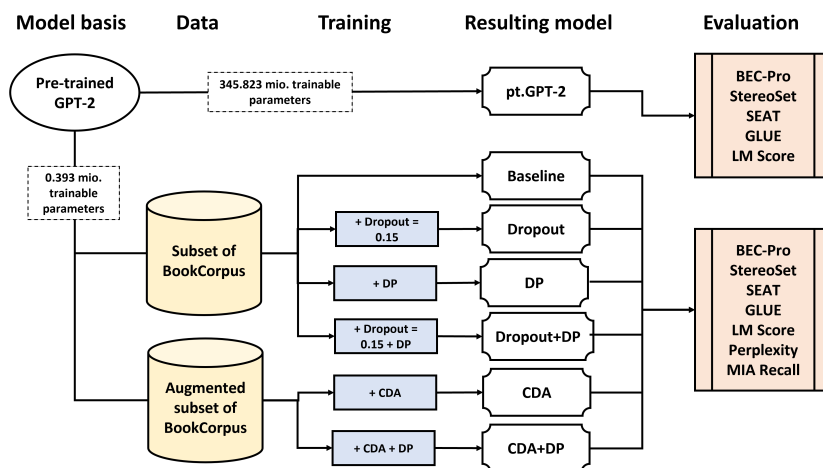 Model basis
Data
Training
Resulting model
Evaluation
Pre-trained
GPT-2
345.823 mio. trainable
parameters
pt.GPT-2
BEC-Pro
StereoSet
SEAT
GLUE
LM Score
0.393 mio.
trainable
parameters
Subset of
BookCorpus
Baseline
+ Dropout =
0.15
Dropout
+ DP
DP
+ Dropout =
0.15 + DP
Dropout+DP
Augmented
subset of
BookCorpus
+ CDA
CDA
+ CDA + DP
CDA+DP
BEC-Pro
StereoSet
SEAT
GLUE
LM Score
Perplexity
MIA Recall